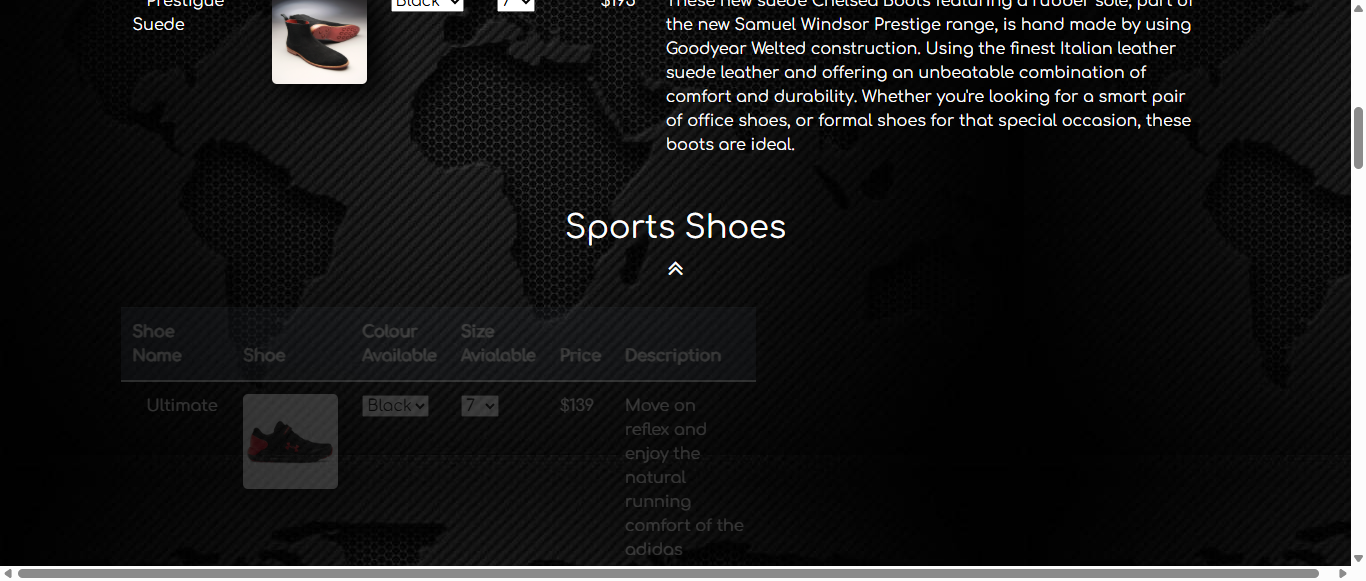 Prestigue
Suede
Black
7
$195
These new suede Chelsea Boots featuring a rubber sole, part of
the new Samuel Windsor Prestige range, is hand made by using
Goodyear Welted construction. Using the finest Italian leather
suede leather and offering an unbeatable combination of
comfort and durability. Whether you're looking for a smart pair
of office shoes, or formal shoes for that special occasion, these
boots are ideal.
Sports Shoes
Shoe
Name
Shoe
Colour
Available
Size
Avialable
Price
Description
Ultimate
Black
7
$139
Move on
reflex and
enjoy the
natural
running
comfort of the
adidas